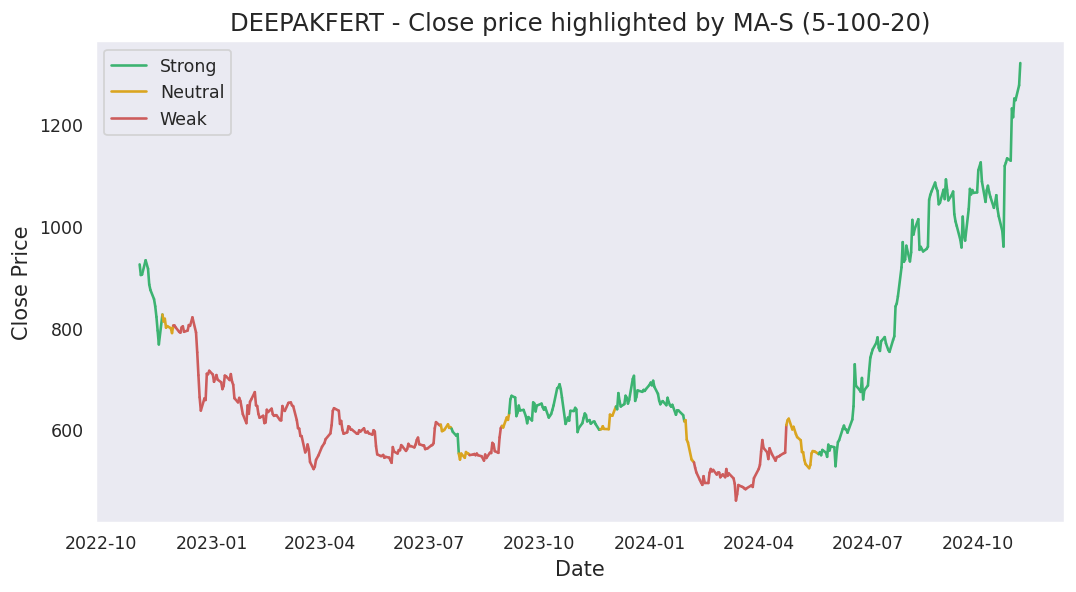 DEEPAKFERT - Close price highlighted by MA-S (5-100-20)
Strong
Neutral
Weak
Close Price
1200
1000
800
600
2022-10 2023-01 2023-04 2023-07 2023-10 2024-01 2024-04 2024-07 2024-10
Date